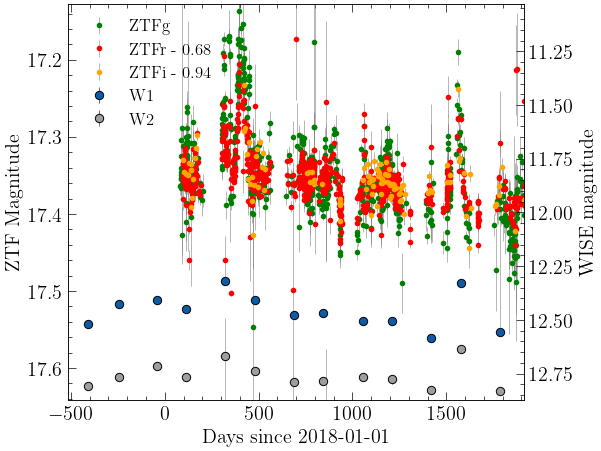 ZTFg
ZTFr - 0.68
ZTFi - 0.94
W1
W2
17.2
17.3
17.4
17.5
17.6
ZTF Magnitude
11.25
11.50
11.75
12.00
12.25
12.50
12.75
WISE magnitude
−500 0 500 1000 1500
Days since 2018-01-01